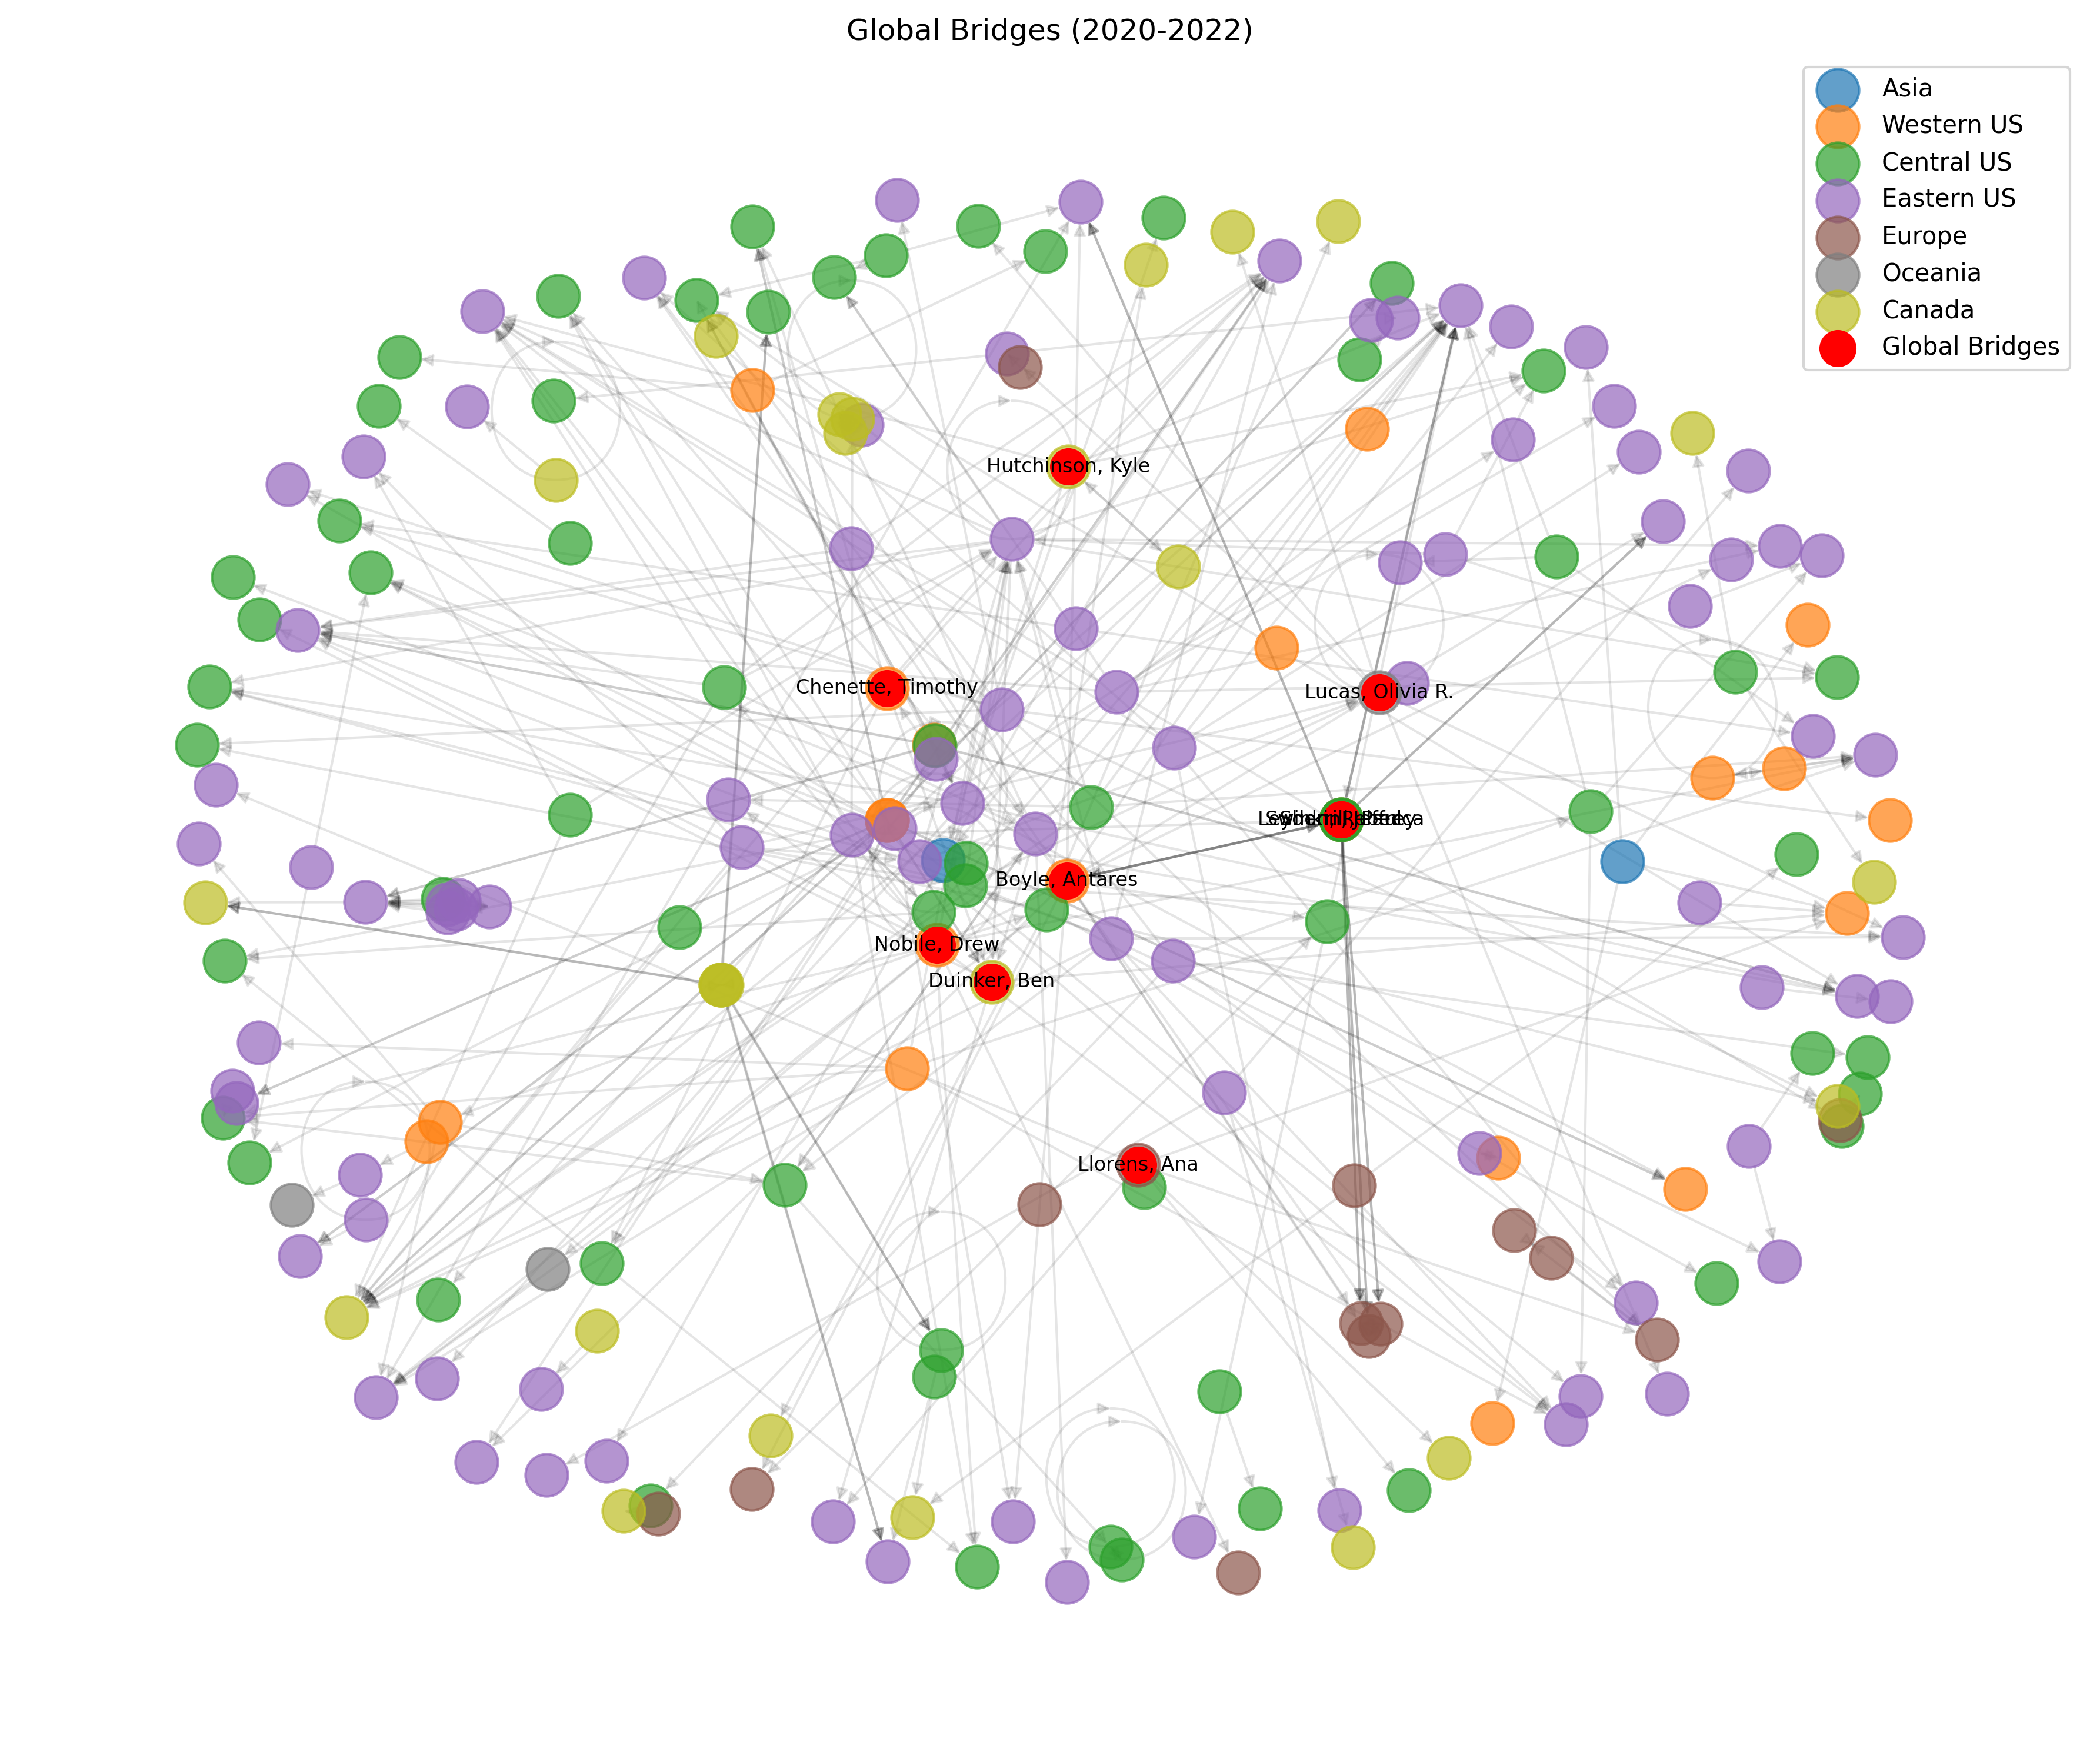 Global Bridges (2020-2022)
Asia
Western US
Central US
Eastern US
Europe
Oceania
Canada
Global Bridges
Hutchinson, Kyle
Chenette, Timothy
Lucas, Olivia R.
Boyle, Antares
Nobile, Drew
Duinker, Ben
Llorens, Ana